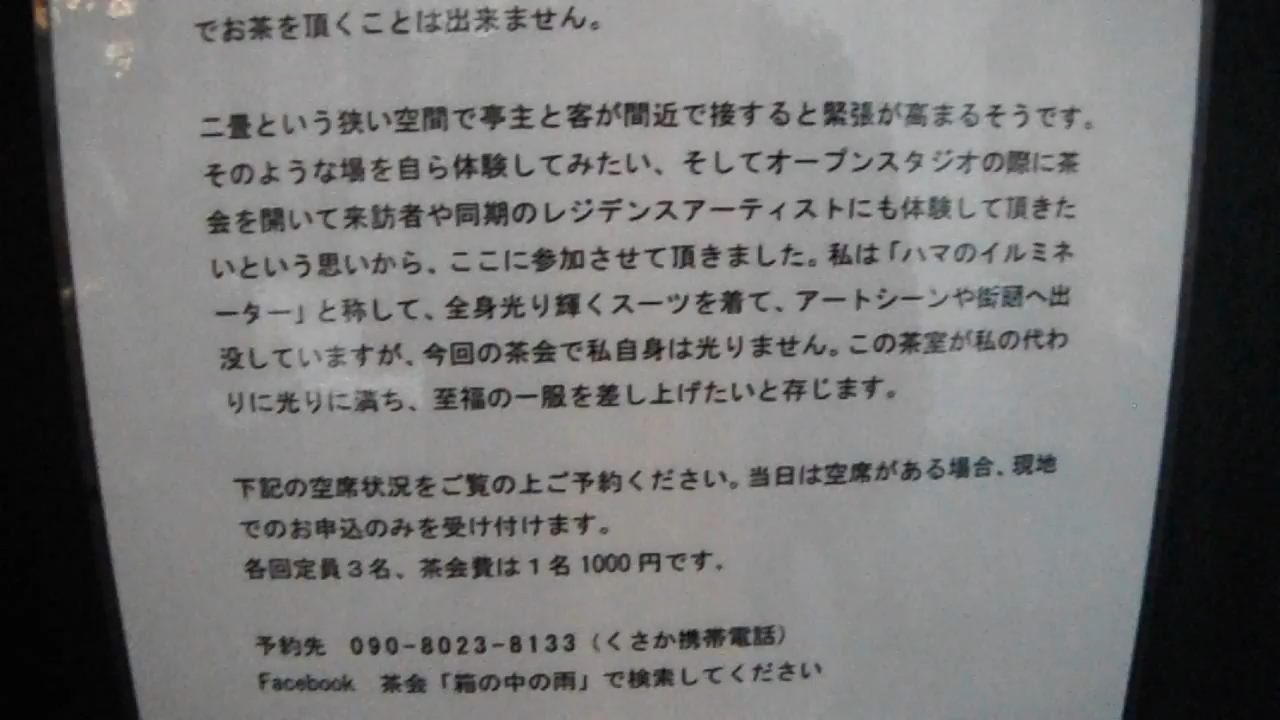 でお茶を頂くことは出来ません。
二畳という狭い空間で亭主と客が間近で接すると緊張が高まるそうです。
そのような場を自ら体験してみたい、そしてオープンスタジオの際に茶
会を開いて来訪者や同期のレジデンスアーティストにも体験して頂きた
いという思いから、ここに参加させて頂きました。私は「ハマのイルミネ
ーター」と称して、全身光り輝くスーツを着て、アートシーンや街頭へ出
没していますが、今回の茶会で私自身は光りません。この茶室が私の代わ
りに光りに満ち、至福の一服を差し上げたいと存じます。
下記の空席状況をご覧の上ご予約ください。当日は空席がある場合、現地
でのお申込のみを受け付けます。
各回定員３名、茶会費は１名 1000 円です。
予約先　090-8023-8133（くさか携帯電話）
Facebook　茶会「箱の中の雨」で検索してください